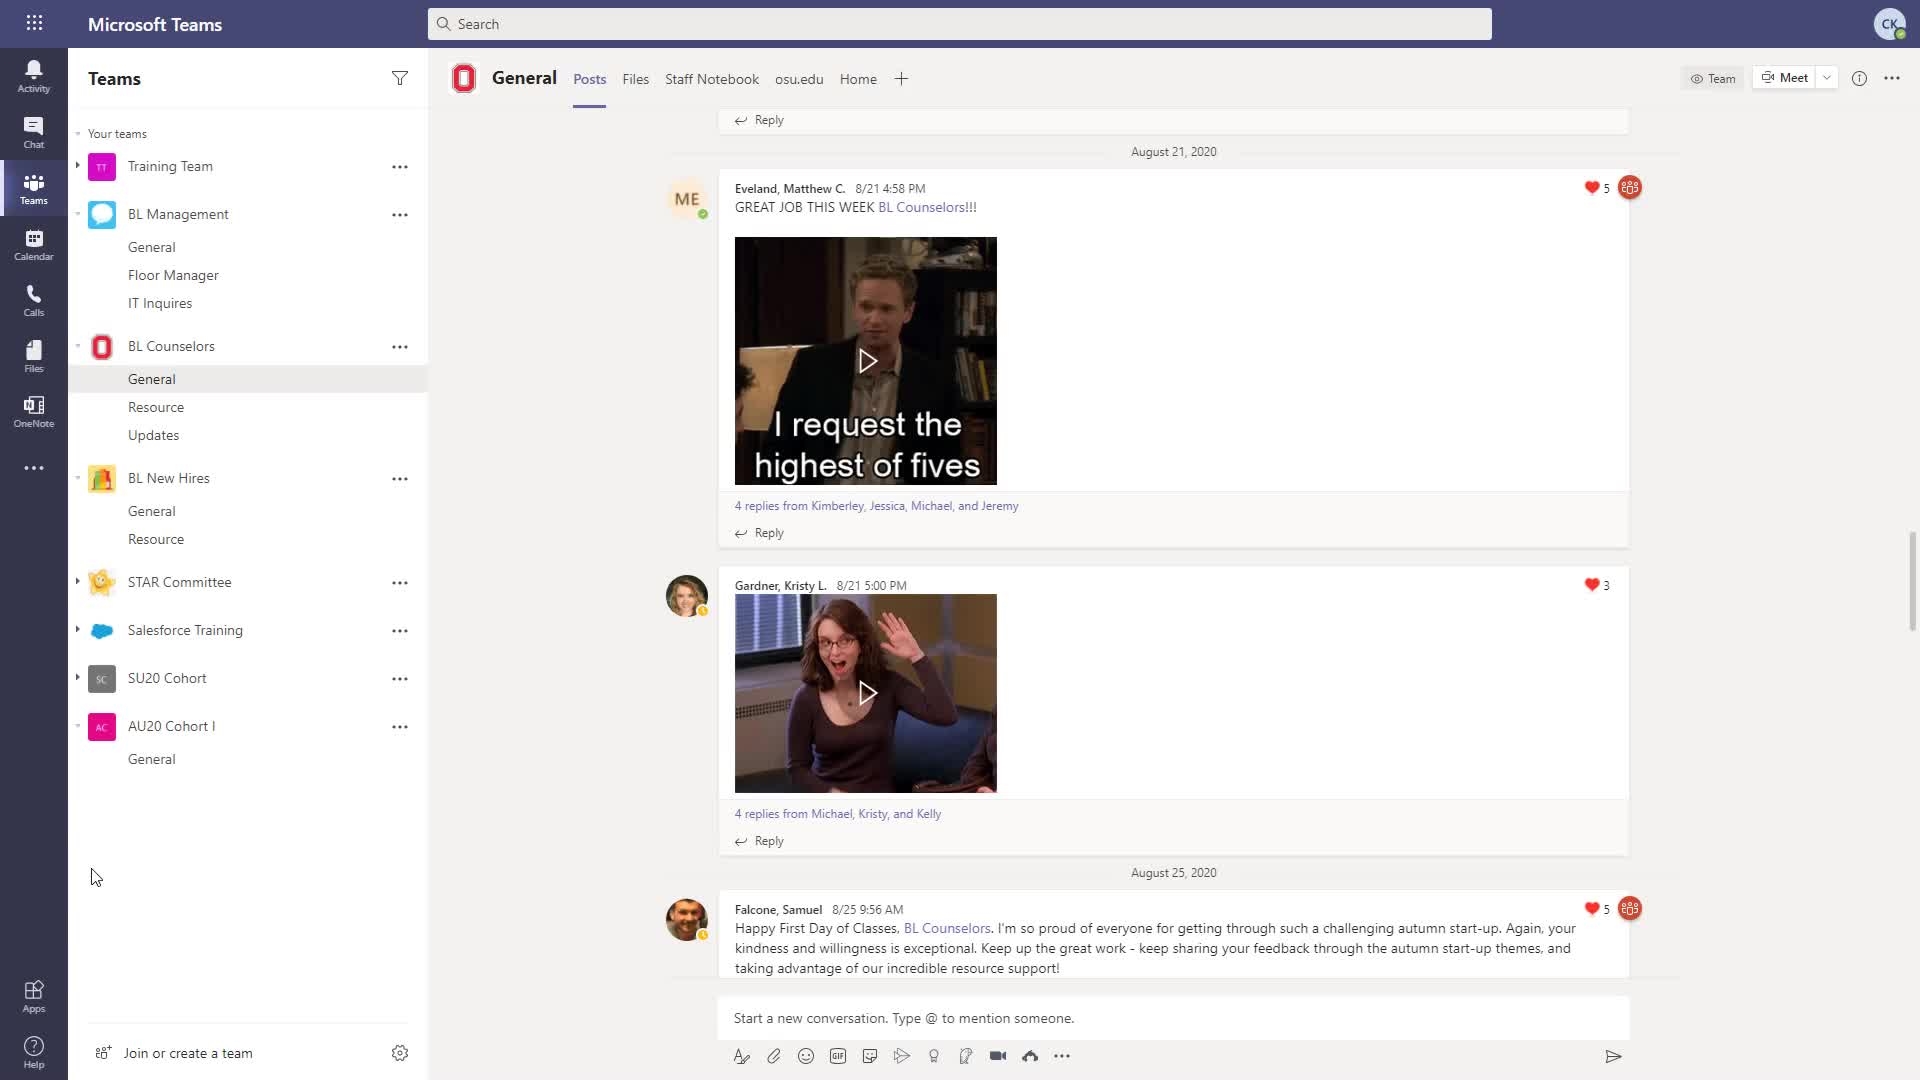 Microsoft Teams
Search
CK
Activity
Chat
Teams
Calendar
Calls
Files
OneNote
Apps
Help
Teams
Your teams
TT Training Team
BL Management
General
Floor Manager
IT Inquires
BL Counselors
General
Resource
Updates
BL New Hires
General
Resource
STAR Committee
Salesforce Training
SC SU20 Cohort
AC AU20 Cohort I
General
Join or create a team
General Posts Files Staff Notebook osu.edu Home
Team Meet
Reply
August 21, 2020
ME
Eveland, Matthew C. 8/21 4:58 PM 5
GREAT JOB THIS WEEK BL Counselors!!!
I request the
highest of fives
4 replies from Kimberley, Jessica, Michael, and Jeremy
Reply
Gardner, Kristy L. 8/21 5:00 PM 3
4 replies from Michael, Kristy, and Kelly
Reply
August 25, 2020
Falcone, Samuel 8/25 9:56 AM 5
Happy First Day of Classes, BL Counselors. I'm so proud of everyone for getting through such a challenging autumn start-up. Again, your
kindness and willingness is exceptional. Keep up the great work - keep sharing your feedback through the autumn start-up themes, and
taking advantage of our incredible resource support!
Start a new conversation. Type @ to mention someone.
GIF